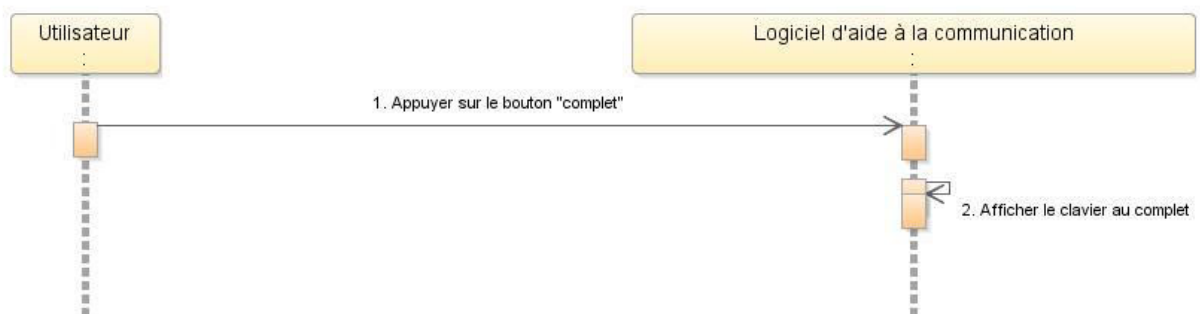 Utilisateur
:
Logiciel d'aide à la communication
:
1. Appuyer sur le bouton "complet"
2. Afficher le clavier au complet